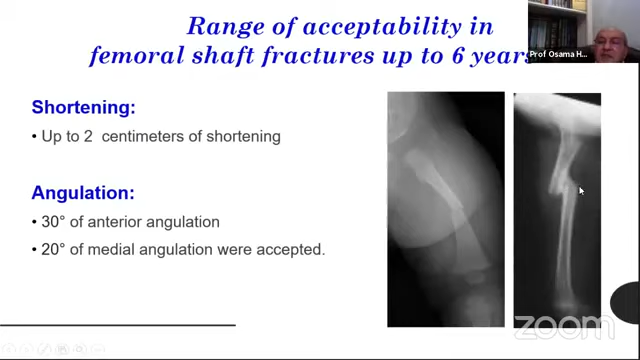 Range of acceptability in
femoral shaft fractures up to 6 years
Prof Osama H...
Shortening:
• Up to 2 centimeters of shortening
Angulation:
• 30° of anterior angulation
• 20° of medial angulation were accepted.
zoom